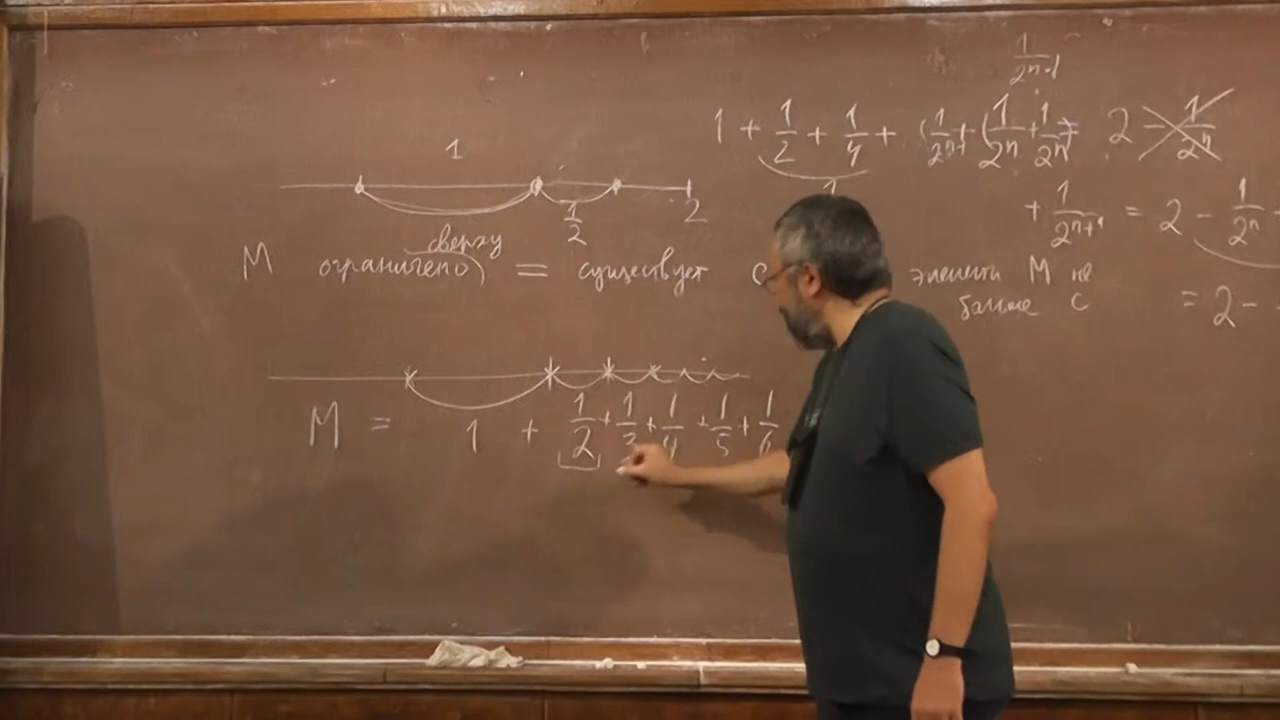 1/2ⁿ⁻¹
1 + 1/2 + 1/4 + (1/2ⁿ⁻¹ + (1/2ⁿ + 1/2ⁿ) = 2 - 1/2ⁿ
1
+ 1/2ⁿ⁺¹ = 2 - 1/2ⁿ
1/2
2
сверху
M ограничено) = существует C элементы M не
больше C
= 2 -
M = 1 + 1/2 + 1/3 + 1/4 + 1/5 + 1/6